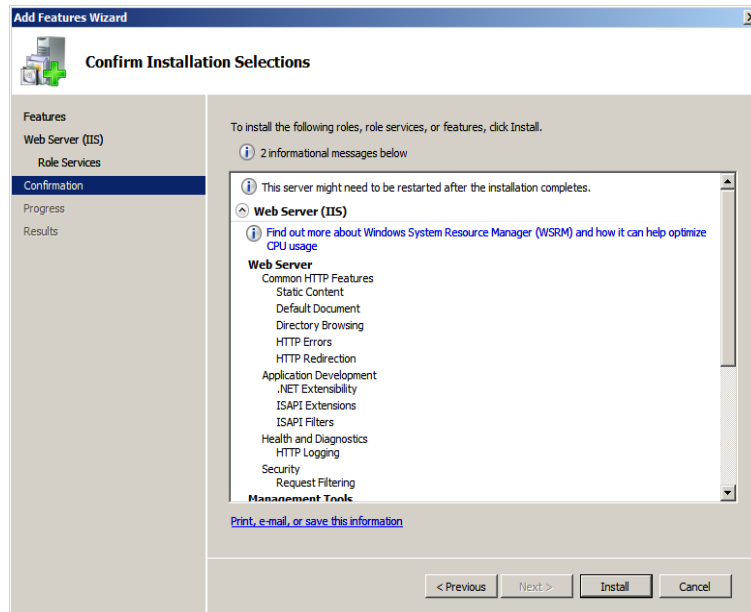 Add Features Wizard
Confirm Installation Selections
Features
Web Server (IIS)
Role Services
Confirmation
Progress
Results
To install the following roles, role services, or features, click Install.
2 informational messages below
This server might need to be restarted after the installation completes.
Web Server (IIS)
Find out more about Windows System Resource Manager (WSRM) and how it can help optimize
CPU usage
Web Server
Common HTTP Features
Static Content
Default Document
Directory Browsing
HTTP Errors
HTTP Redirection
Application Development
.NET Extensibility
ISAPI Extensions
ISAPI Filters
Health and Diagnostics
HTTP Logging
Security
Request Filtering
Management Tools
Print, e-mail, or save this information
< Previous
Next >
Install
Cancel